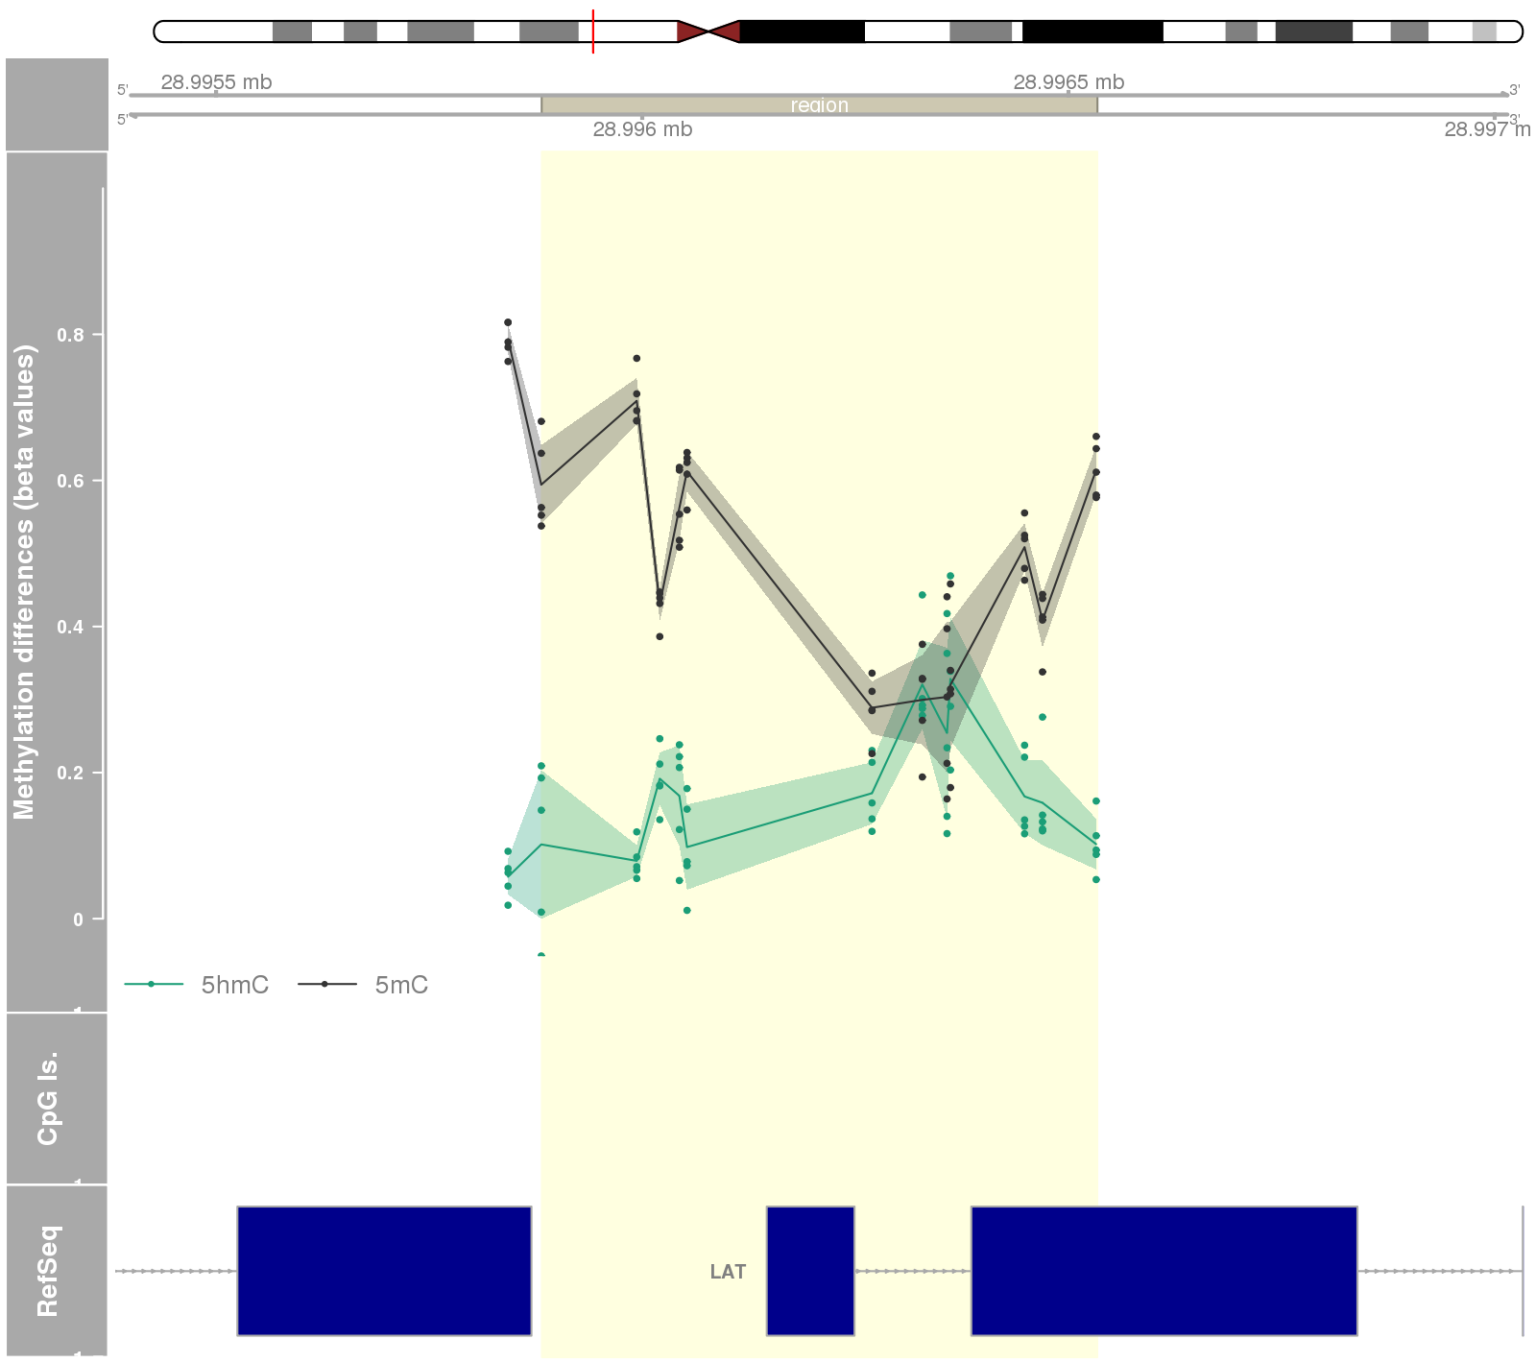 28.9955 mb
28.9965 mb
5'
3'
region
5'
3'
28.996 mb
28.997 m
Methylation differences (beta values)
0.8
0.6
0.4
0.2
0
5hmC
5mC
CpG Is.
RefSeq
LAT